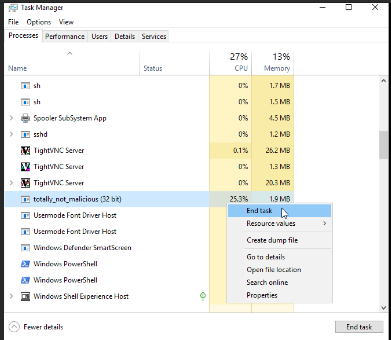 Task Manager
File Options View
Processes Performance Users Details Services
27% 13%
Name Status CPU Memory
sh 0% 1.7 MB
sh 0% 1.5 MB
Spooler SubSystem App 0% 4.5 MB
sshd 0% 1.2 MB
TightVNC Server 0.1% 26.2 MB
TightVNC Server 0% 1.3 MB
TightVNC Server 0% 20.3 MB
totally_not_malicious (32 bit) 25.3% 1.9 MB
Usermode Font Driver Host
Usermode Font Driver Host
Windows Defender SmartScreen
Windows PowerShell
Windows PowerShell
Windows Shell Experience Host
End task
Resource values
Create dump file
Go to details
Open file location
Search online
Properties
Fewer details
End task